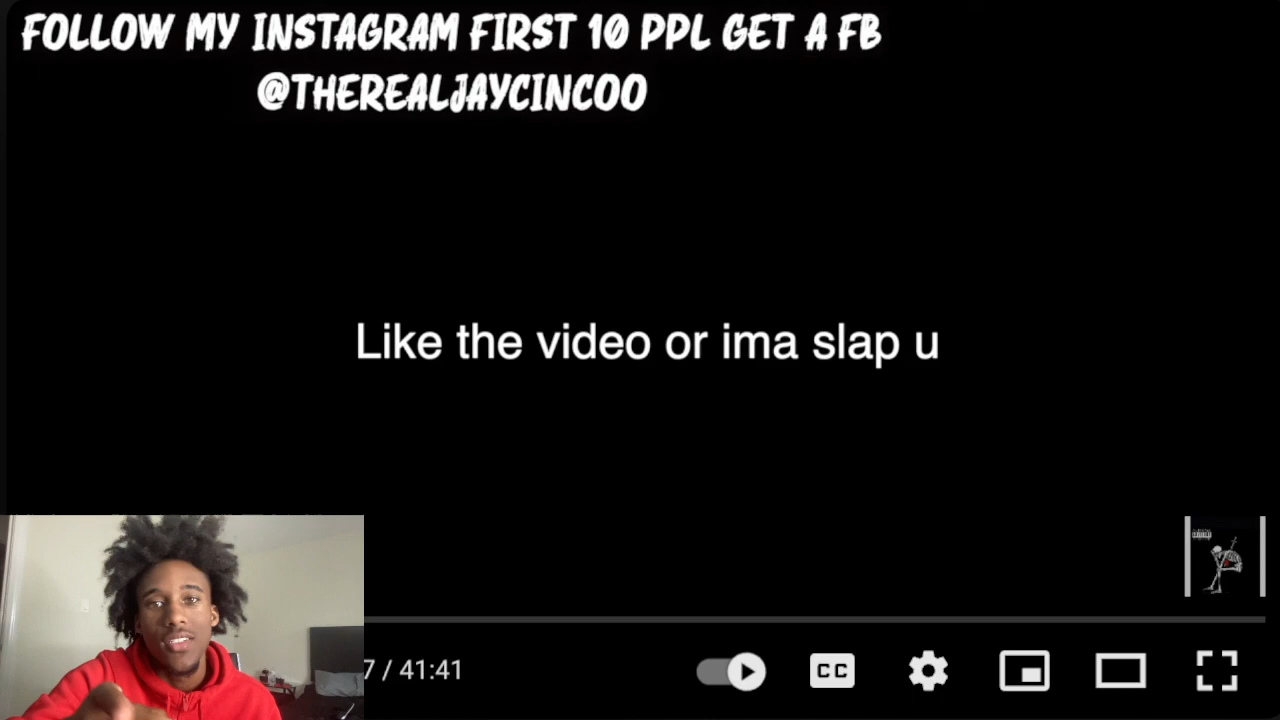 FOLLOW MY INSTAGRAM FIRST 10 PPL GET A FB
@THEREALJAYCINCOO
Like the video or ima slap u
7 / 41:41
CC